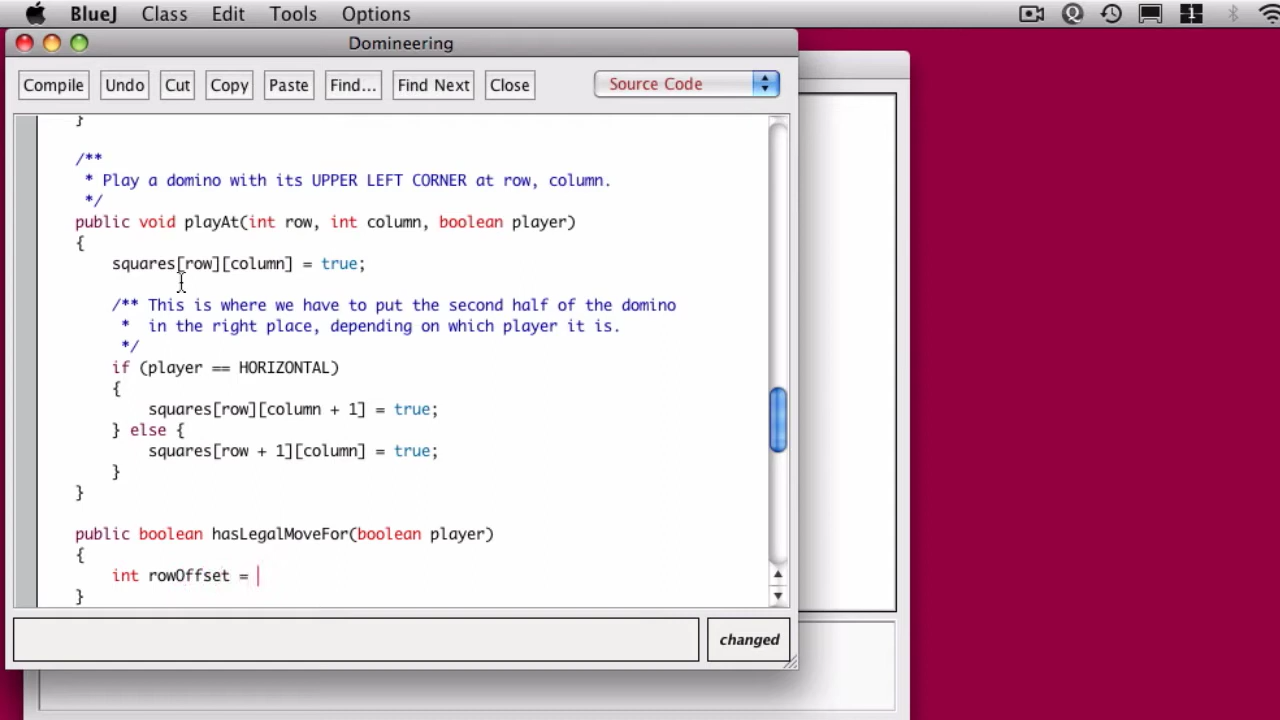 BlueJ Class Edit Tools Options
Domineering
Compile Undo Cut Copy Paste Find... Find Next Close Source Code
}
/**
* Play a domino with its UPPER LEFT CORNER at row, column.
*/
public void playAt(int row, int column, boolean player)
{
squares[row][column] = true;
/** This is where we have to put the second half of the domino
* in the right place, depending on which player it is.
*/
if (player == HORIZONTAL)
{
squares[row][column + 1] = true;
} else {
squares[row + 1][column] = true;
}
}
public boolean hasLegalMoveFor(boolean player)
{
int rowOffset =
}
changed